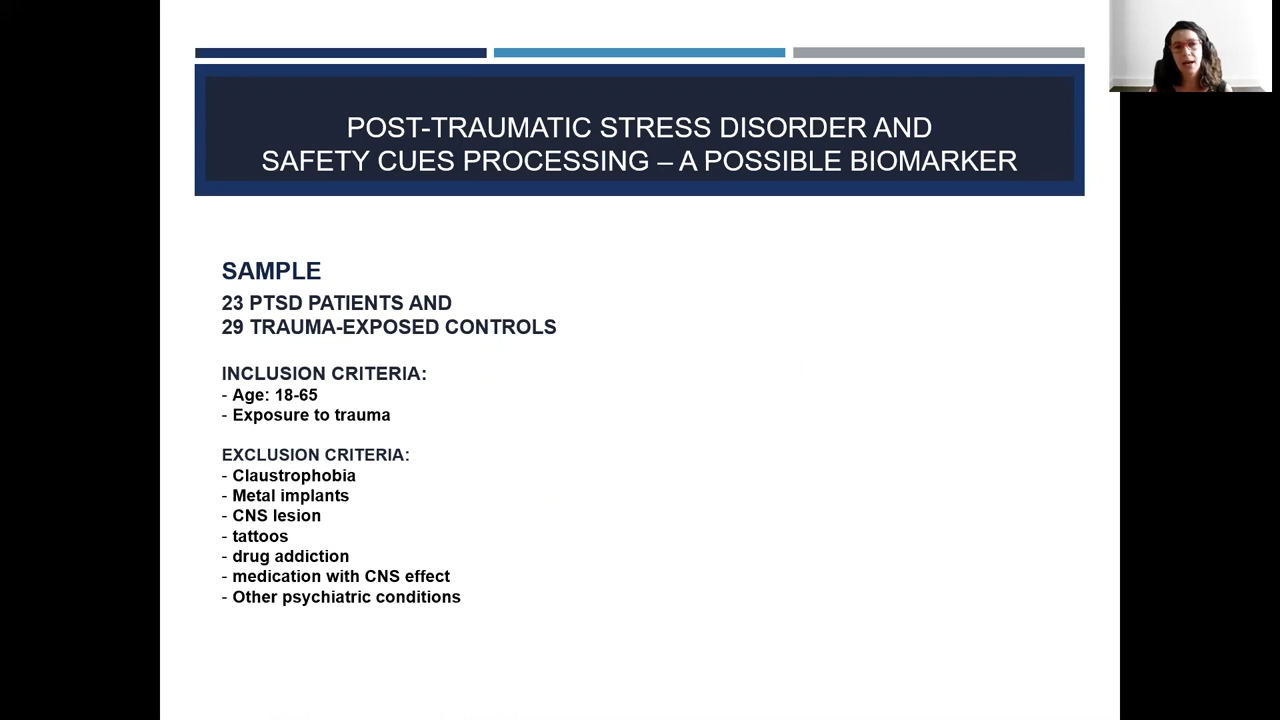 POST-TRAUMATIC STRESS DISORDER AND
SAFETY CUES PROCESSING – A POSSIBLE BIOMARKER
SAMPLE
23 PTSD PATIENTS AND
29 TRAUMA-EXPOSED CONTROLS
INCLUSION CRITERIA:
- Age: 18-65
- Exposure to trauma
EXCLUSION CRITERIA:
- Claustrophobia
- Metal implants
- CNS lesion
- tattoos
- drug addiction
- medication with CNS effect
- Other psychiatric conditions